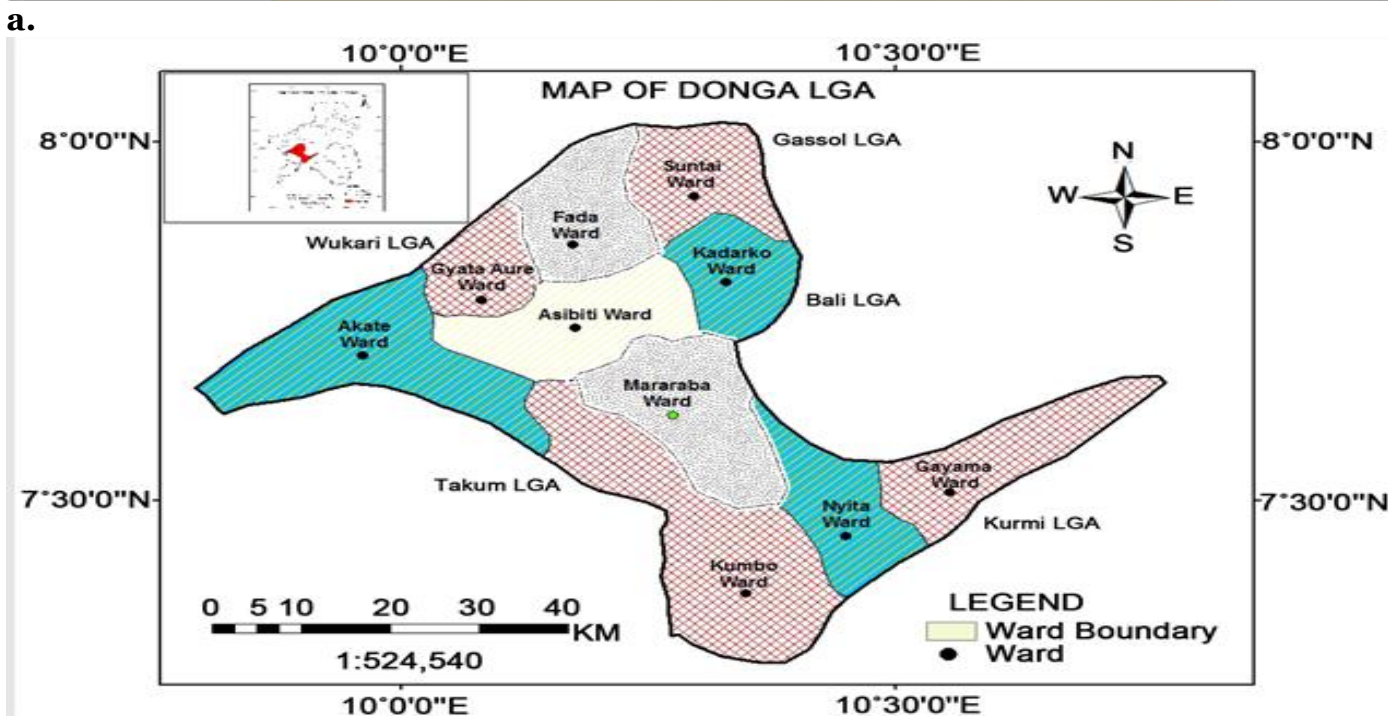 a.
10°0'0"E 10°30'0"E
MAP OF DONGA LGA
8°0'0"N 8°0'0"N
Gassol LGA
N
W E
S
Suntai
Ward
Fada
Ward
Wukari LGA
Kadarko
Ward
Gyata Aure
Ward
Bali LGA
Asibiti Ward
Akate
Ward
Mararaba
Ward
Gayama
Ward
Takum LGA
7°30'0"N 7°30'0"N
Nyita
Ward
Kurmi LGA
Kumbo
Ward
0 5 10 20 30 40
KM
1:524,540
LEGEND
Ward Boundary
Ward
10°0'0"E 10°30'0"E